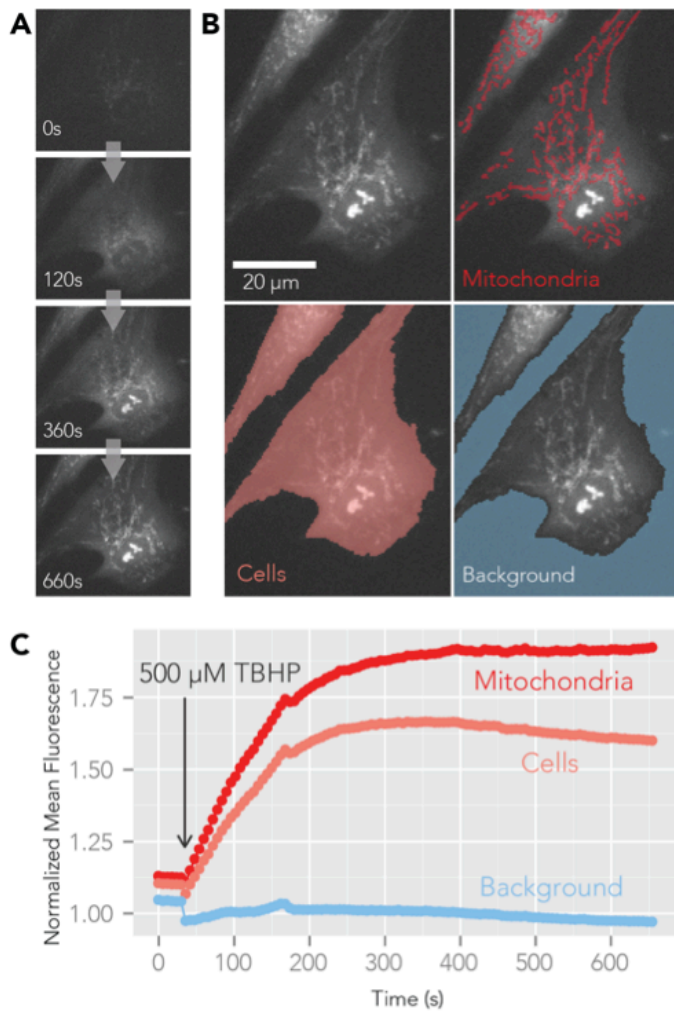 A
B
0s
120s
360s
660s
20 µm
Mitochondria
Cells
Background
C
Normalized Mean Fluorescence
500 µM TBHP
Mitochondria
Cells
Background
1.75
1.50
1.25
1.00
0 100 200 300 400 500 600
Time (s)